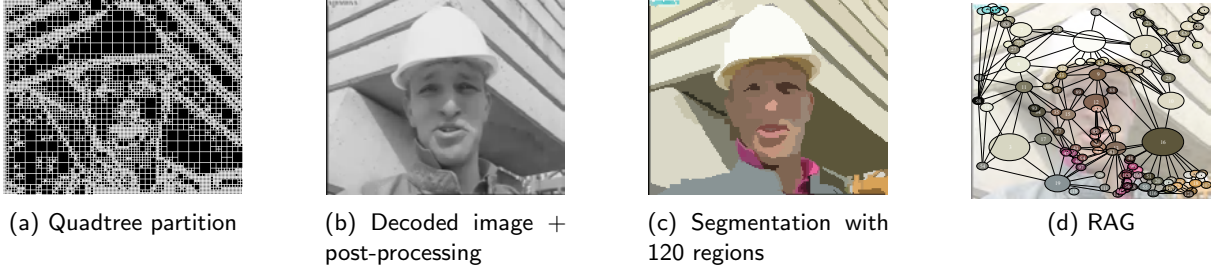 (a) Quadtree partition
(b) Decoded image +
post-processing
(c) Segmentation with
120 regions
(d) RAG